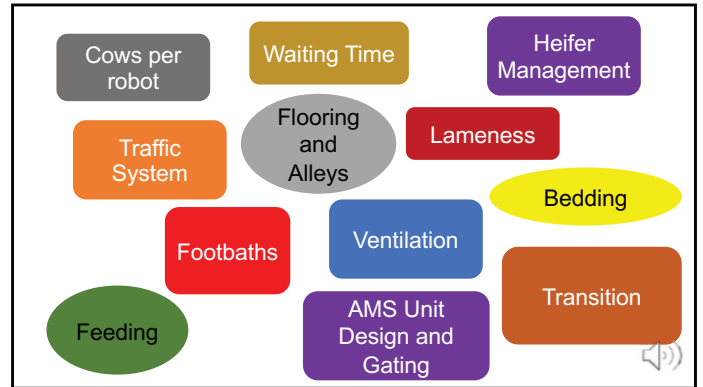 Cows per
robot
Waiting Time
Heifer
Management
Traffic
System
Flooring
and
Alleys
Lameness
Bedding
Footbaths
Ventilation
Transition
Feeding
AMS Unit
Design and
Gating